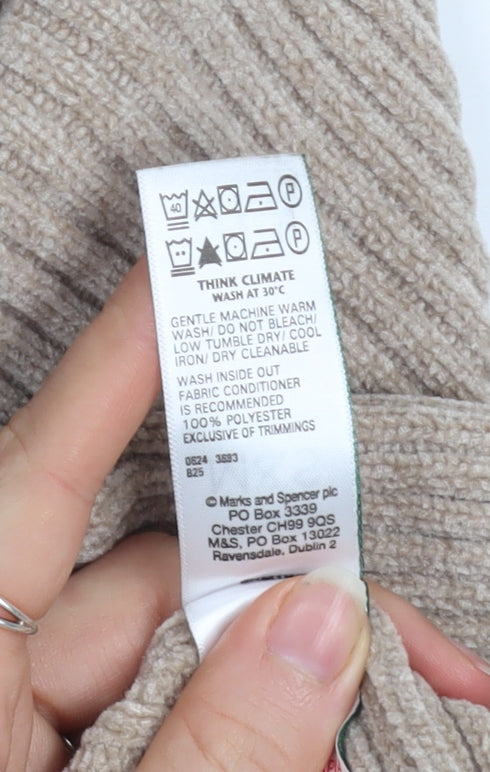 40 P
P
THINK CLIMATE
WASH AT 30°C
GENTLE MACHINE WARM
WASH/ DO NOT BLEACH/
LOW TUMBLE DRY/ COOL
IRON/ DRY CLEANABLE
WASH INSIDE OUT
FABRIC CONDITIONER
IS RECOMMENDED
100% POLYESTER
EXCLUSIVE OF TRIMMINGS
0624 3693
B25
© Marks and Spencer plc
PO Box 3339
Chester CH99 9QS
M&S, PO Box 13022
Ravensdale, Dublin 2